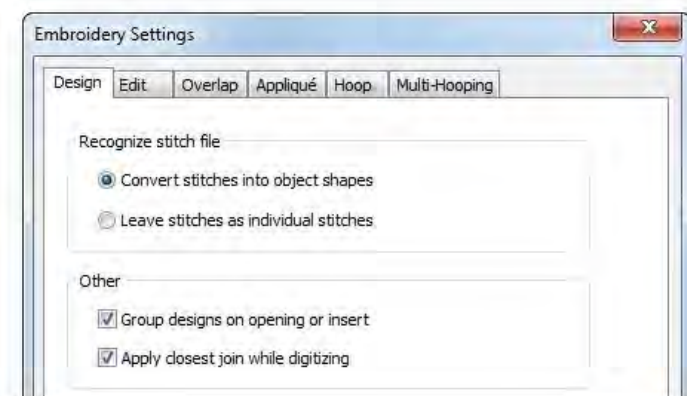 Embroidery Settings
Design Edit Overlap Appliqué Hoop Multi-Hooping
Recognize stitch file
Convert stitches into object shapes
Leave stitches as individual stitches
Other
Group designs on opening or insert
Apply closest join while digitizing